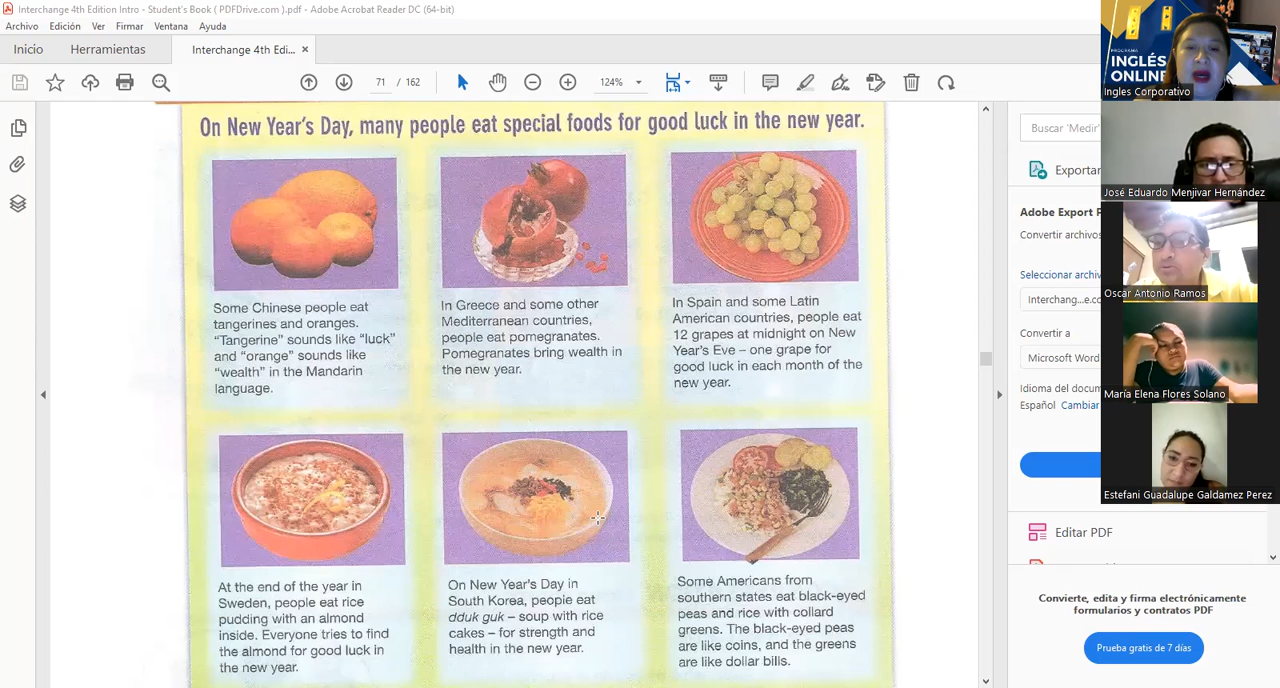 Interchange 4th Edition Intro - Student's Book ( PDFDrive.com ).pdf - Adobe Acrobat Reader DC (64-bit)
Archivo Edición Ver Firmar Ventana Ayuda
Inicio Herramientas Interchange 4th Edi... ×
71 / 162 124%
On New Year's Day, many people eat special foods for good luck in the new year.
Some Chinese people eat
tangerines and oranges.
"Tangerine" sounds like "luck"
and "orange" sounds like
"wealth" in the Mandarin
language.
In Greece and some other
Mediterranean countries,
people eat pomegranates.
Pomegranates bring wealth in
the new year.
In Spain and some Latin
American countries, people eat
12 grapes at midnight on New
Year's Eve – one grape for
good luck in each month of the
new year.
At the end of the year in
Sweden, people eat rice
pudding with an almond
inside. Everyone tries to find
the almond for good luck in
the new year.
On New Year's Day in
South Korea, people eat
dduk guk – soup with rice
cakes – for strength and
health in the new year.
Some Americans from
southern states eat black-eyed
peas and rice with collard
greens. The black-eyed peas
are like coins, and the greens
are like dollar bills.
Buscar 'Medir'
Exportar
Adobe Export P
Convertir archivos
Seleccionar archiv
Interchang...e.co
Convertir a
Microsoft Word
Idioma del docum
Español Cambiar
Editar PDF
Convierte, edita y firma electrónicamente
formularios y contratos PDF
Prueba gratis de 7 días
PROGRAMA
INGLÉS
ONLINE
Ingles Corporativo
José Eduardo Menjivar Hernández
Oscar Antonio Ramos
María Elena Flores Solano
Estefani Guadalupe Galdamez Perez